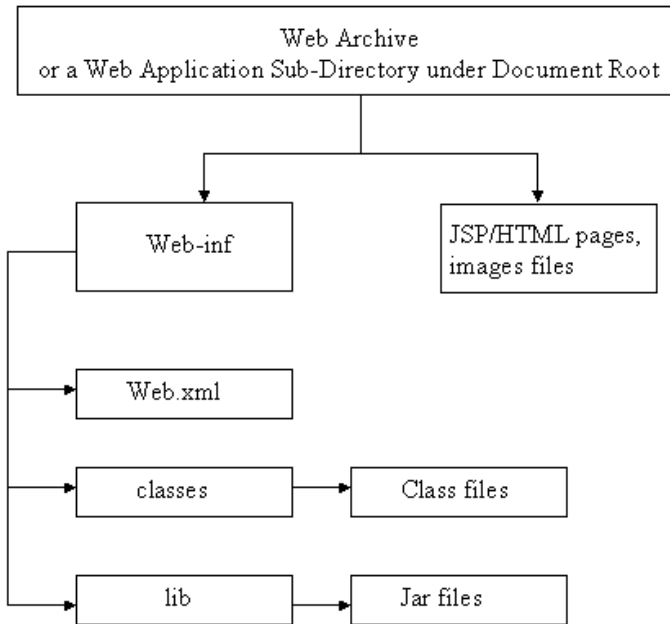 Web Archive
or a Web Application Sub-Directory under Document Root
Web-inf
JSP/HTML pages,
images files
Web.xml
classes
Class files
lib
Jar files